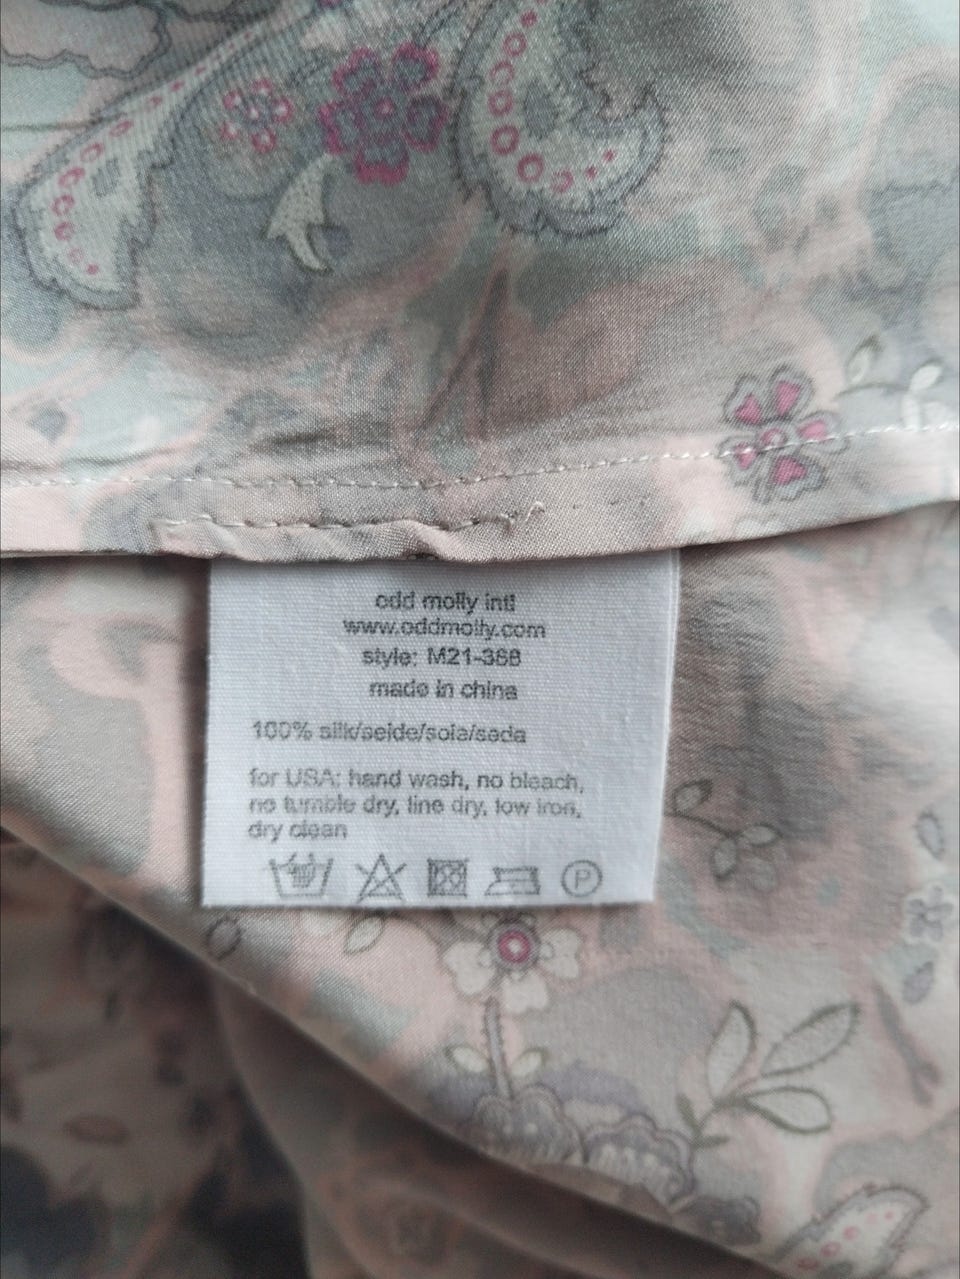 odd molly intl
www.oddmolly.com
style: M21-368
made in china
100% silk/seide/soie/seda
for USA: hand wash, no bleach,
no tumble dry, line dry, low iron,
dry clean
P